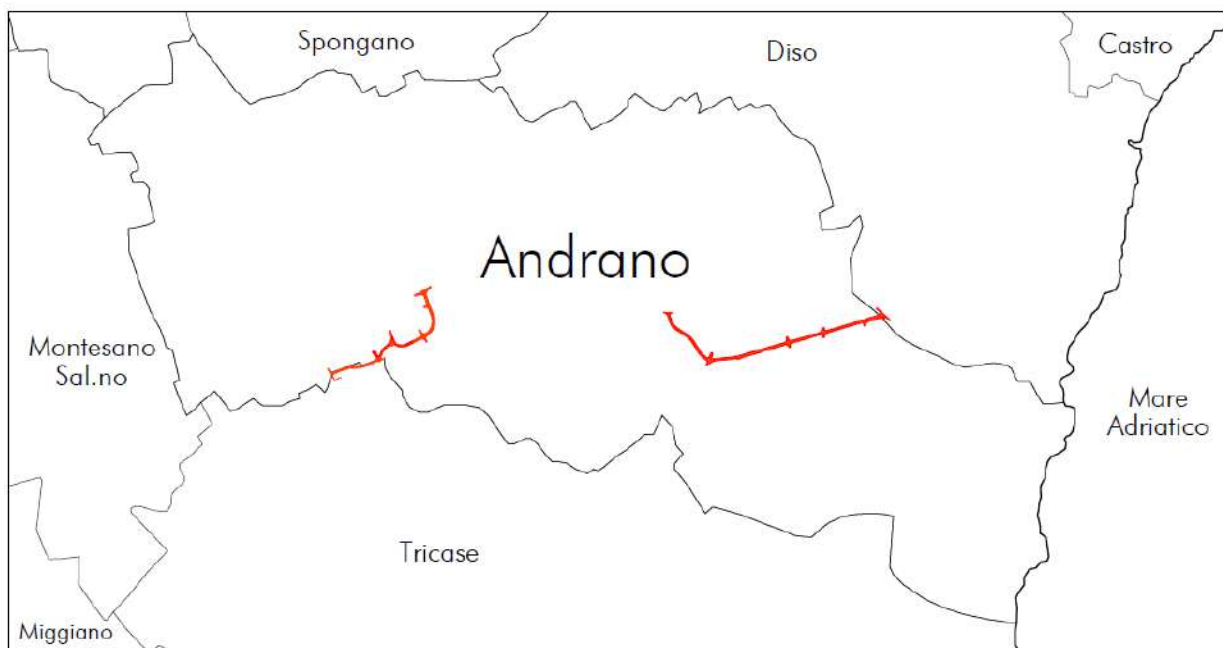 Spongano
Diso
Castro
Andrano
Montesano
Sal.no
Mare
Adriatico
Tricase
Miggiano